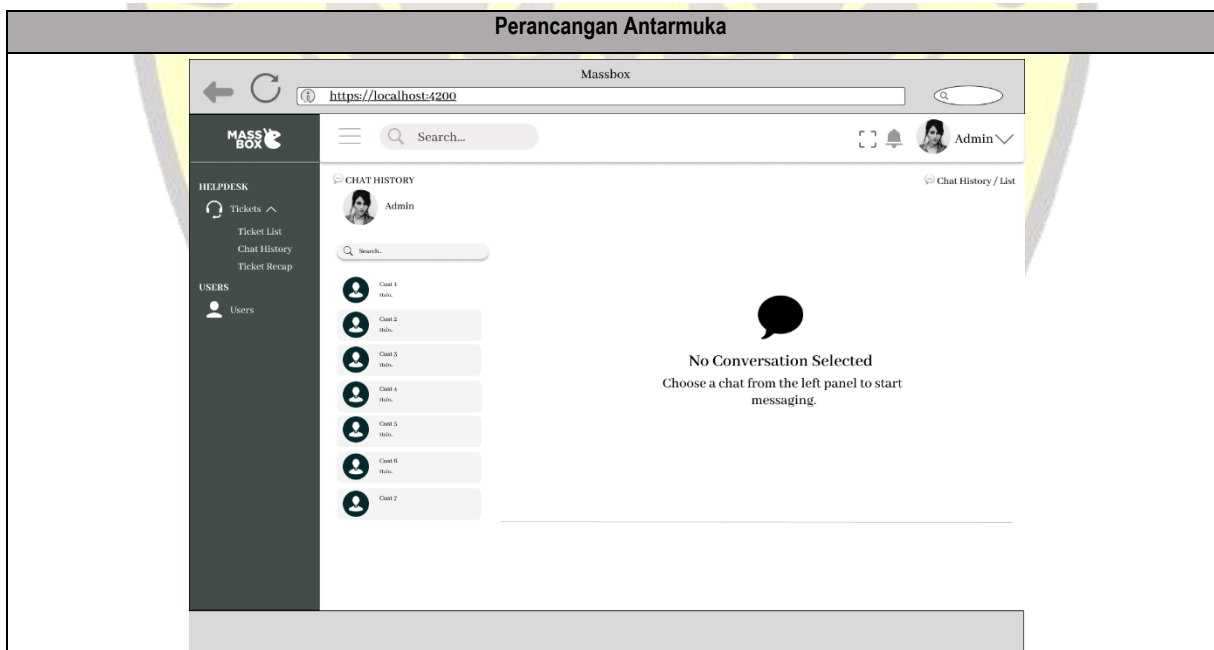 Perancangan Antarmuka
Massbox
https://localhost:4200
MASS
BOX
Search...
Admin
HELPDESK
Tickets
Ticket List
Chat History
Ticket Recap
USERS
Users
CHAT HISTORY
Chat History / List
Admin
Search..
Cust 1
Halo.
Cust 2
Halo.
Cust 3
Halo.
Cust 4
Halo.
Cust 5
Halo.
Cust 6
Halo.
Cust 7
No Conversation Selected
Choose a chat from the left panel to start
messaging.